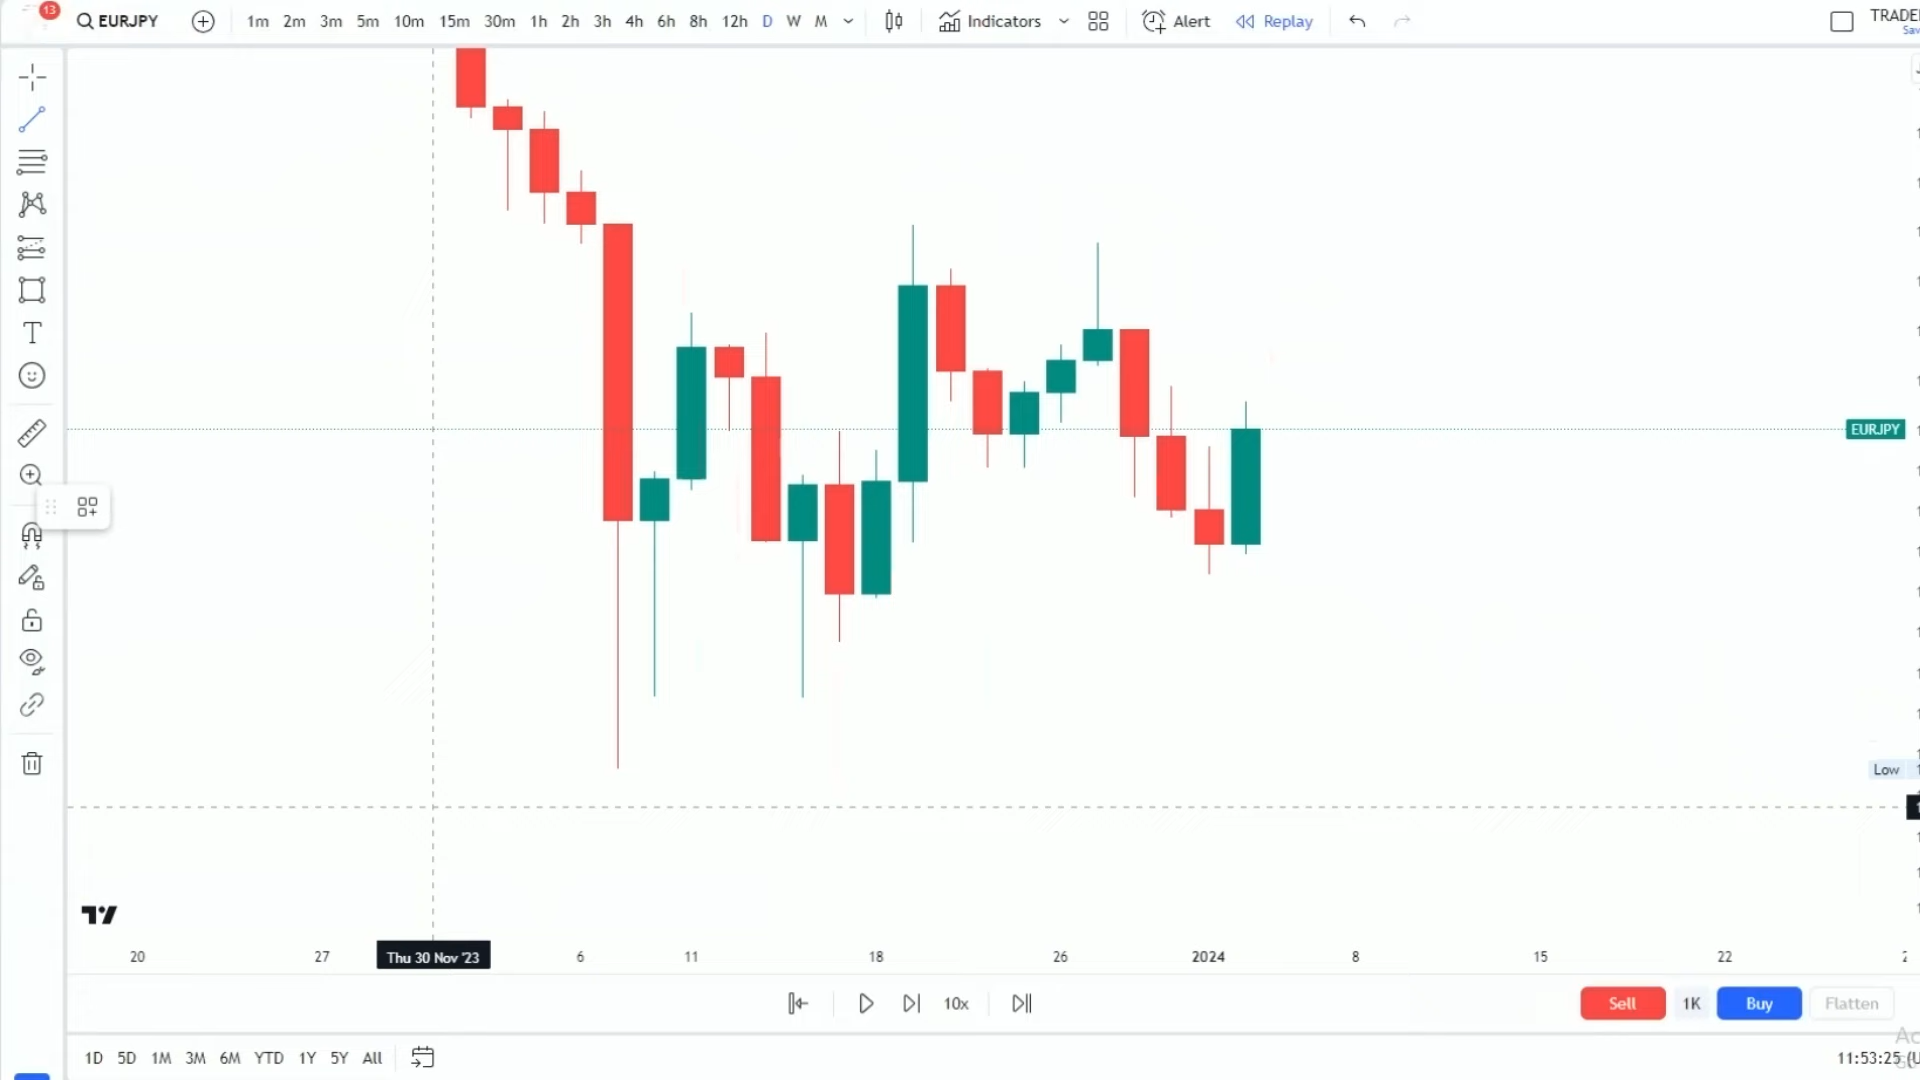 13
EURJPY
1m 2m 3m 5m 10m 15m 30m 1h 2h 3h 4h 6h 8h 12h D W M
Indicators
Alert
Replay
Sav
T
EURJPY
Low
20 27 Thu 30 Nov '23 6 11 18 26 2024 8 15 22
10x
Sell 1K Buy Flatten
1D 5D 1M 3M 6M YTD 1Y 5Y All
11:53:25